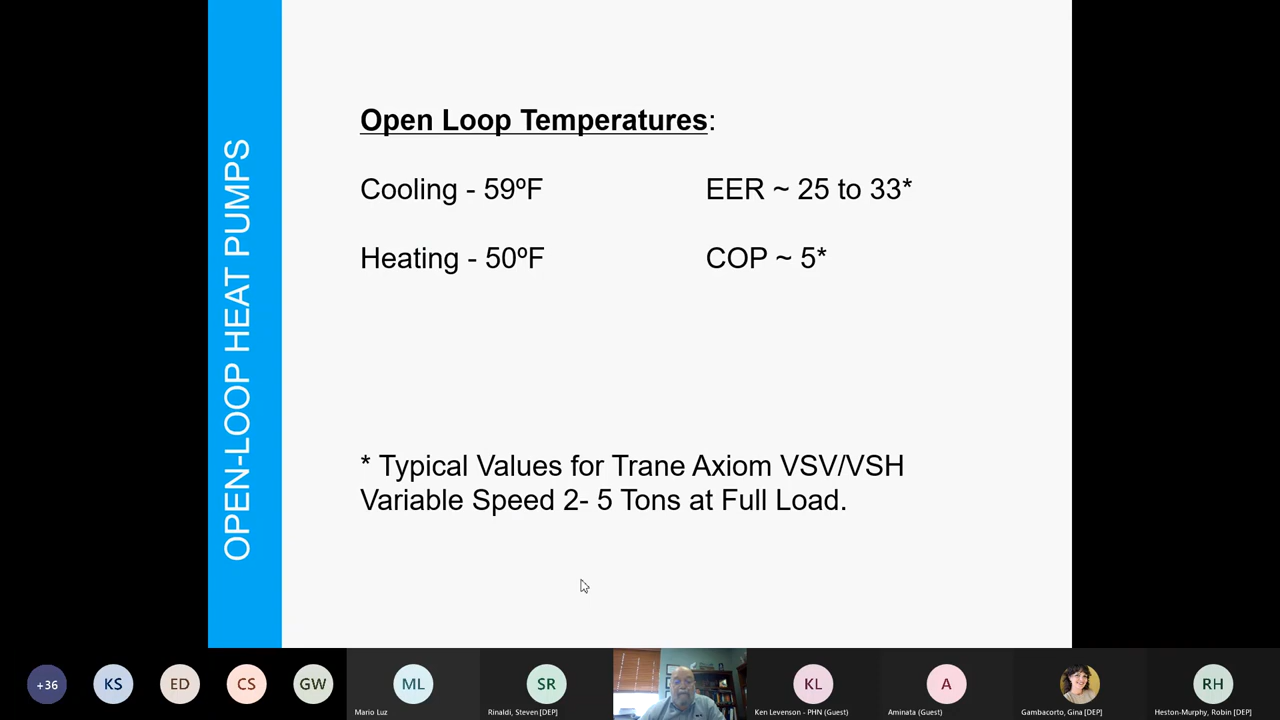 OPEN-LOOP HEAT PUMPS
Open Loop Temperatures:
Cooling - 59ºF EER ~ 25 to 33*
Heating - 50ºF COP ~ 5*
* Typical Values for Trane Axiom VSV/VSH
Variable Speed 2- 5 Tons at Full Load.
+36 KS ED CS GW ML SR KL A RH
Mario Luz Rinaldi, Steven [DEP] Ken Levenson - PHN (Guest) Aminata (Guest) Gambacorto, Gina [DEP] Heston-Murphy, Robin [DEP]